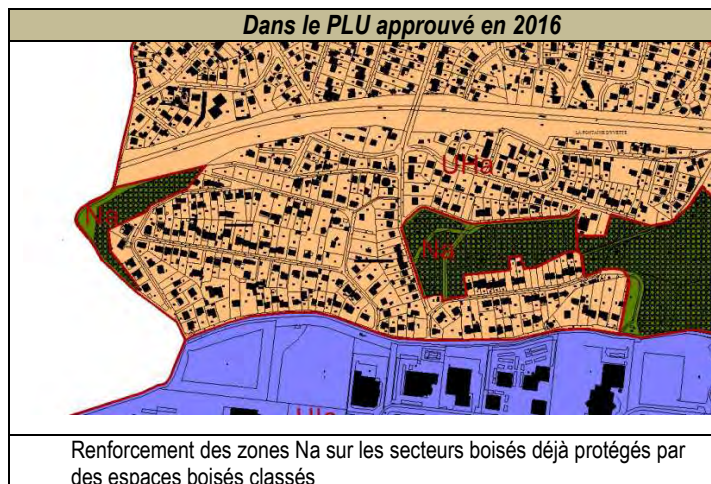 Dans le PLU approuvé en 2016
LA FONTAINE D'YVETTE
UHa
Na
Na
Renforcement des zones Na sur les secteurs boisés déjà protégés par
des espaces boisés classés